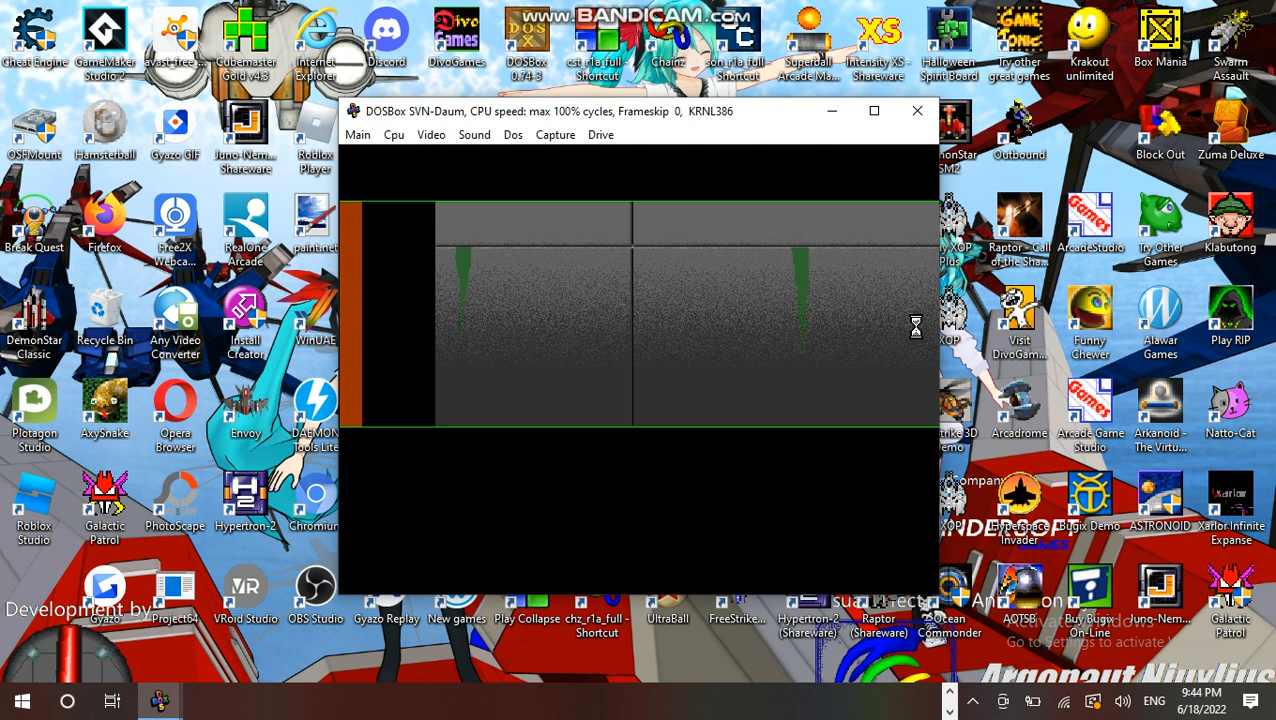 www.BANDICAM.com
Cheat Engine
GameMaker
Studio 2
avast_free_...
Cubemaster
Gold v4.3
Internet
Explorer
Discord
DivoGames
DOSBox
0.74-3
cst_r1a_full -
Shortcut
Chainz
son_r1a_full
Shortcut
Superball
Arcade Ma...
Intensity XS -
Shareware
Halloween
Spirit Board
Try other
great games
Krakout
unlimited
Box Mania
Swarm
Assault
DOSBox SVN-Daum, CPU speed: max 100% cycles, Frameskip 0, KRNL386
Main Cpu Video Sound Dos Capture Drive
OSFMount
Hamsterball
Gyazo GIF
Juno-Nem...
Shareware
Roblox
Player
SM2
Outbound
Block Out
Zuma Deluxe
Break Quest
Firefox
Free2X
Webca...
RealOne
Arcade
paint.net
Plus
Raptor - Call
of the Sha...
ArcadeStudio
Try Other
Games
Klabutong
DemonStar
Classic
Recycle Bin
Any Video
Converter
Install
Creator
WinUAE
XOP
Visit
DivoGam...
Funny
Chewer
Alawar
Games
Play RIP
Plotagon
Studio
AxySnake
Opera
Browser
Envoy
DAEMON
Tools Lite
Arcadrome
Arcade Game
Studio
Arkanoid -
The Virtu...
Natto-Cat
Roblox
Studio
Galactic
Patrol
PhotoScape
Hypertron-2
Chromium
XOP
Hyperspace
Invader
Bugix Demo
ASTRONOID
Xarlor Infinite
Expanse
Development by
Gyazo
Project64
VRoid Studio
OBS Studio
Gyazo Replay
New games
Play Collapse
chz_r1a_full -
Shortcut
UltraBall
FreeStrike...
Hypertron-2
(Shareware)
Raptor
(Shareware)
Ocean
Commander
AOTSB
Buy Bugix
On-Line
Juno-Nem...
Galactic
Patrol
Activate Windows
Go to Settings to activate
ENG
9:44 PM
6/18/2022